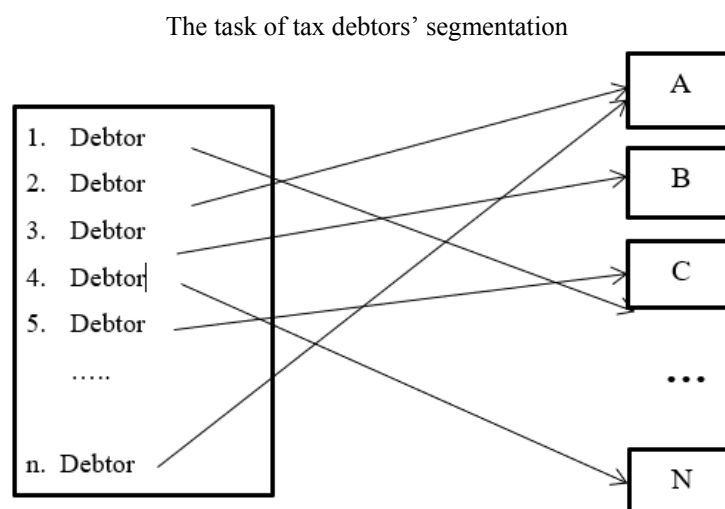 The task of tax debtors’ segmentation
1. Debtor
2. Debtor
3. Debtor
4. Debtor
5. Debtor
.....
n. Debtor
A
B
C
...
N